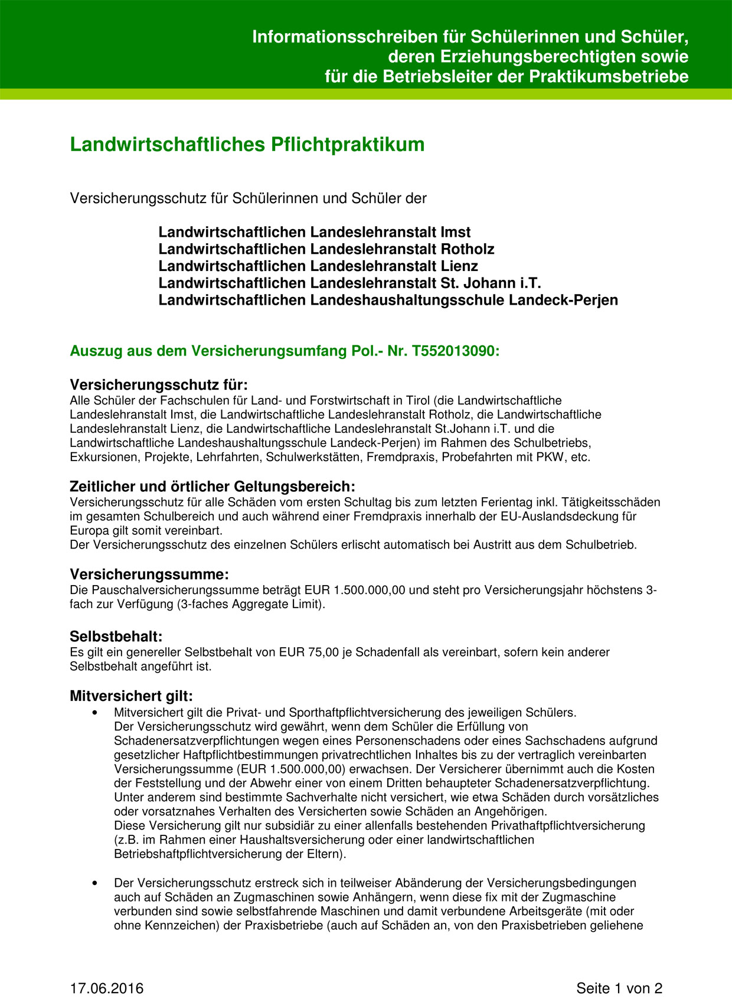 Informationsschreiben für Schülerinnen und Schüler,
deren Erziehungsberechtigten sowie
für die Betriebsleiter der Praktikumsbetriebe
Landwirtschaftliches Pflichtpraktikum
Versicherungsschutz für Schülerinnen und Schüler der
Landwirtschaftlichen Landeslehranstalt Imst
Landwirtschaftlichen Landeslehranstalt Rotholz
Landwirtschaftlichen Landeslehranstalt Lienz
Landwirtschaftlichen Landeslehranstalt St. Johann i.T.
Landwirtschaftlichen Landeshaushaltungsschule Landeck-Perjen
Auszug aus dem Versicherungsumfang Pol.- Nr. T552013090:
Versicherungsschutz für:
Alle Schüler der Fachschulen für Land- und Forstwirtschaft in Tirol (die Landwirtschaftliche
Landeslehranstalt Imst, die Landwirtschaftliche Landeslehranstalt Rotholz, die Landwirtschaftliche
Landeslehranstalt Lienz, die Landwirtschaftliche Landeslehranstalt St.Johann i.T. und die
Landwirtschaftliche Landeshaushaltungsschule Landeck-Perjen) im Rahmen des Schulbetriebs,
Exkursionen, Projekte, Lehrfahrten, Schulwerkstätten, Fremdpraxis, Probefahrten mit PKW, etc.
Zeitlicher und örtlicher Geltungsbereich:
Versicherungsschutz für alle Schäden vom ersten Schultag bis zum letzten Ferientag inkl. Tätigkeitsschäden
im gesamten Schulbereich und auch während einer Fremdpraxis innerhalb der EU-Auslandsdeckung für
Europa gilt somit vereinbart.
Der Versicherungsschutz des einzelnen Schülers erlischt automatisch bei Austritt aus dem Schulbetrieb.
Versicherungssumme:
Die Pauschalversicherungssumme beträgt EUR 1.500.000,00 und steht pro Versicherungsjahr höchstens 3-
fach zur Verfügung (3-faches Aggregate Limit).
Selbstbehalt:
Es gilt ein genereller Selbstbehalt von EUR 75,00 je Schadenfall als vereinbart, sofern kein anderer
Selbstbehalt angeführt ist.
Mitversichert gilt:
• Mitversichert gilt die Privat- und Sporthaftpflichtversicherung des jeweiligen Schülers.
Der Versicherungsschutz wird gewährt, wenn dem Schüler die Erfüllung von
Schadenersatzverpflichtungen wegen eines Personenschadens oder eines Sachschadens aufgrund
gesetzlicher Haftpflichtbestimmungen privatrechtlichen Inhaltes bis zu der vertraglich vereinbarten
Versicherungssumme (EUR 1.500.000,00) erwachsen. Der Versicherer übernimmt auch die Kosten
der Feststellung und der Abwehr einer von einem Dritten behaupteter Schadenersatzverpflichtung.
Unter anderem sind bestimmte Sachverhalte nicht versichert, wie etwa Schäden durch vorsätzliches
oder vorsatznahes Verhalten des Versicherten sowie Schäden an Angehörigen.
Diese Versicherung gilt nur subsidiär zu einer allenfalls bestehenden Privathaftpflichtversicherung
(z.B. im Rahmen einer Haushaltsversicherung oder einer landwirtschaftlichen
Betriebshaftpflichtversicherung der Eltern).
• Der Versicherungsschutz erstreck sich in teilweiser Abänderung der Versicherungsbedingungen
auch auf Schäden an Zugmaschinen sowie Anhängern, wenn diese fix mit der Zugmaschine
verbunden sind sowie selbstfahrende Maschinen und damit verbundene Arbeitsgeräte (mit oder
ohne Kennzeichen) der Praxisbetriebe (auch auf Schäden an, von den Praxisbetrieben geliehene
17.06.2016 Seite 1 von 2